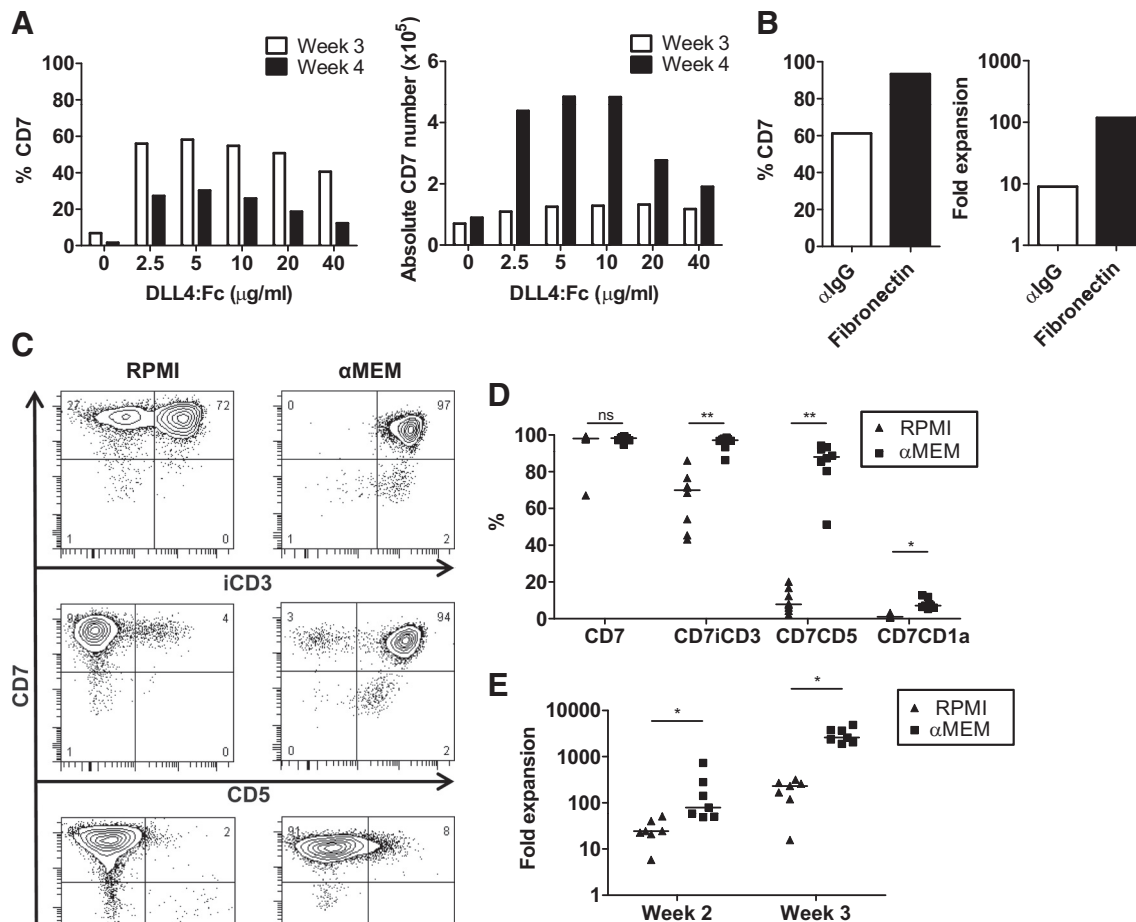 A
Week 3
Week 4
100
80
60
40
20
0
% CD7
0 2.5 5 10 20 40
DLL4:Fc (μg/ml)
Week 3
Week 4
6
4
2
0
Absolute CD7 number (x10⁵)
0 2.5 5 10 20 40
DLL4:Fc (μg/ml)
B
100
80
60
40
20
0
% CD7
αIgG
Fibronectin
1000
100
10
1
Fold expansion
αIgG
Fibronectin
C
RPMI αMEM
27 72
1 0
0 97
1 2
iCD3
4
1 0
3 94
0 2
CD7
CD5
2
91 8
D
RPMI
αMEM
100
80
60
40
20
0
%
ns ** ** *
CD7 CD7iCD3 CD7CD5 CD7CD1a
E
RPMI
αMEM
10000
1000
100
10
1
Fold expansion
* *
Week 2 Week 3